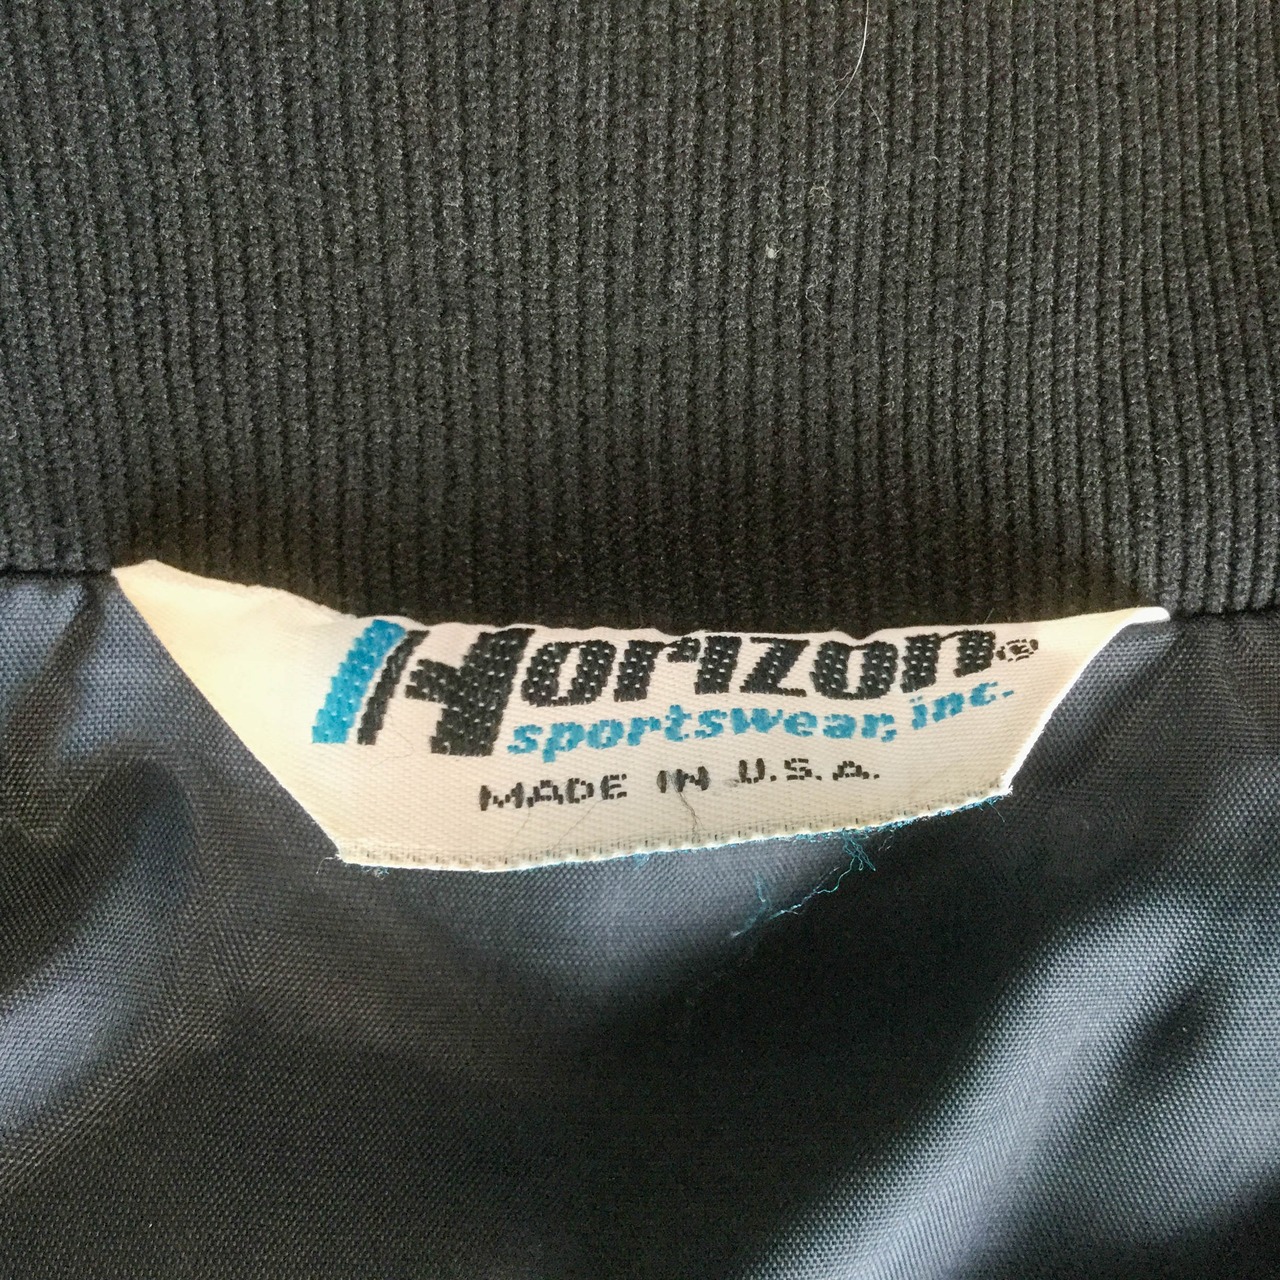 Horizon®
sportswear, inc.
MADE IN U.S.A.